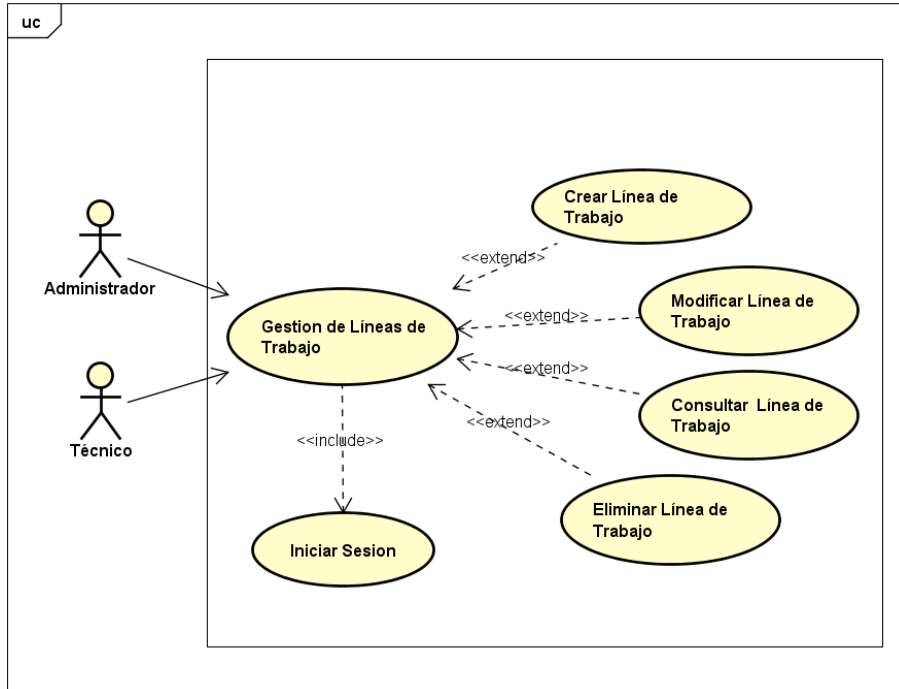 uc
Crear Línea de
Trabajo
<<extend>>
Administrador
Modificar Línea de
Trabajo
<<extend>>
Gestion de Líneas de
Trabajo
<<extend>>
Consultar Línea de
Trabajo
Técnico
<<include>>
<<extend>>
Eliminar Línea de
Trabajo
Iniciar Sesion